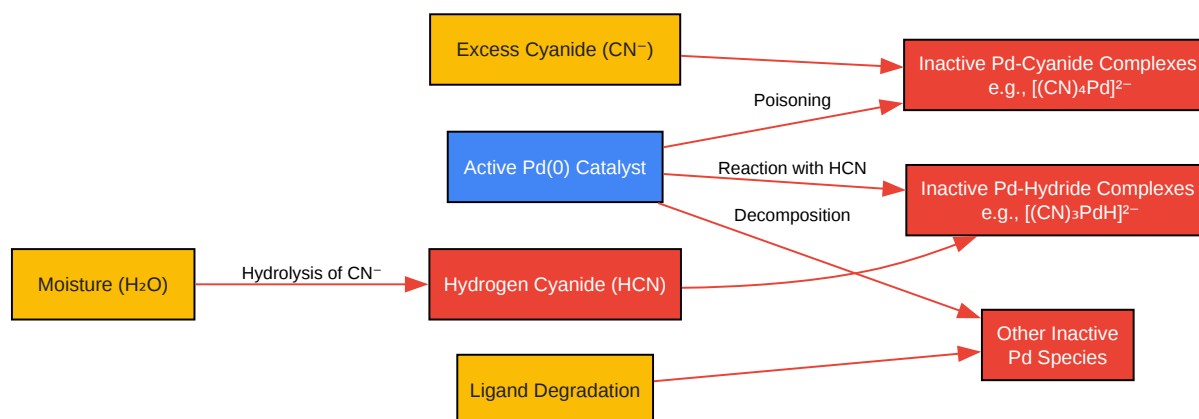 Excess Cyanide (CN⁻)
Inactive Pd-Cyanide Complexes
e.g., [(CN)₄Pd]²⁻
Poisoning
Active Pd(0) Catalyst
Reaction with HCN
Inactive Pd-Hydride Complexes
e.g., [(CN)₃PdH]²⁻
Decomposition
Moisture (H₂O)
Hydrolysis of CN⁻
Hydrogen Cyanide (HCN)
Other Inactive
Pd Species
Ligand Degradation